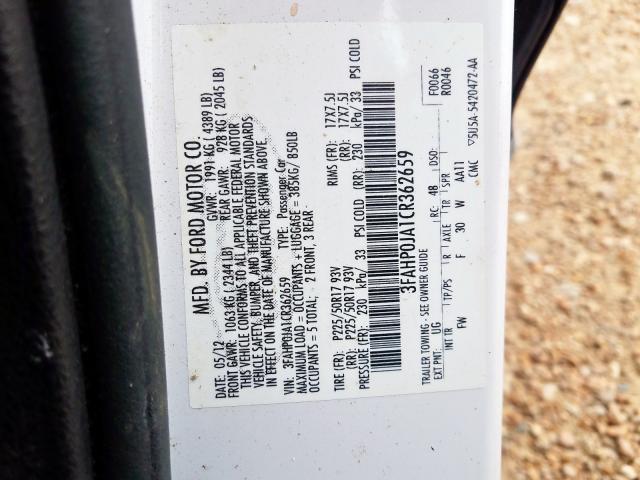 MFD. BY FORD MOTOR CO.
DATE: 05/12 GVWR: 1991 KG ( 4389 LB)
FRONT GAWR: 1063 KG ( 2344 LB) REAR GAWR: 928 KG ( 2045 LB)
THIS VEHICLE CONFORMS TO ALL APPLICABLE FEDERAL MOTOR
VEHICLE SAFETY, BUMPER, AND THEFT PREVENTION STANDARDS
IN EFFECT ON THE DATE OF MANUFACTURE SHOWN ABOVE.
VIN: 3FAHP0JA1CR362659 TYPE: Passenger Car
MAXIMUM LOAD = OCCUPANTS + LUGGAGE = 385KG/ 850LB
OCCUPANTS = 5 TOTAL: 2 FRONT, 3 REAR
TIRE (FR): P225/50R17 93V RIMS (FR): 17X7.5J
(RR): P225/50R17 93V (RR): 17X7.5J
PRESSURE (FR): 230 kPa/ 33 PSI COLD (RR): 230 kPa/ 33 PSI COLD
3FAHP0JA1CR362659
TRAILER TOWING - SEE OWNER GUIDE F0066
EXT PNT: UG RC: 48 DSO: R0046
INT TR TP/PS R AXLE TR SPR
FW F 30 W AA11
CMC ▽5U5A-5420472-AA